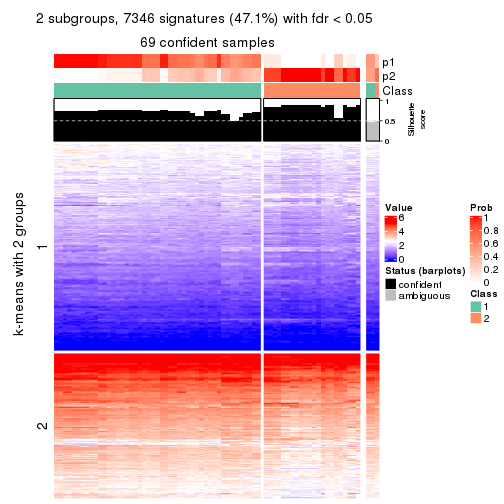 2 subgroups, 7346 signatures (47.1%) with fdr < 0.05
69 confident samples
p1
p2
Class
1
0.5
0
Silhouette
score
k-means with 2 groups
1
2
Value
6
4
2
0
Status (barplots)
confident
ambiguous
Prob
1
0.8
0.6
0.4
0.2
0
Class
1
2